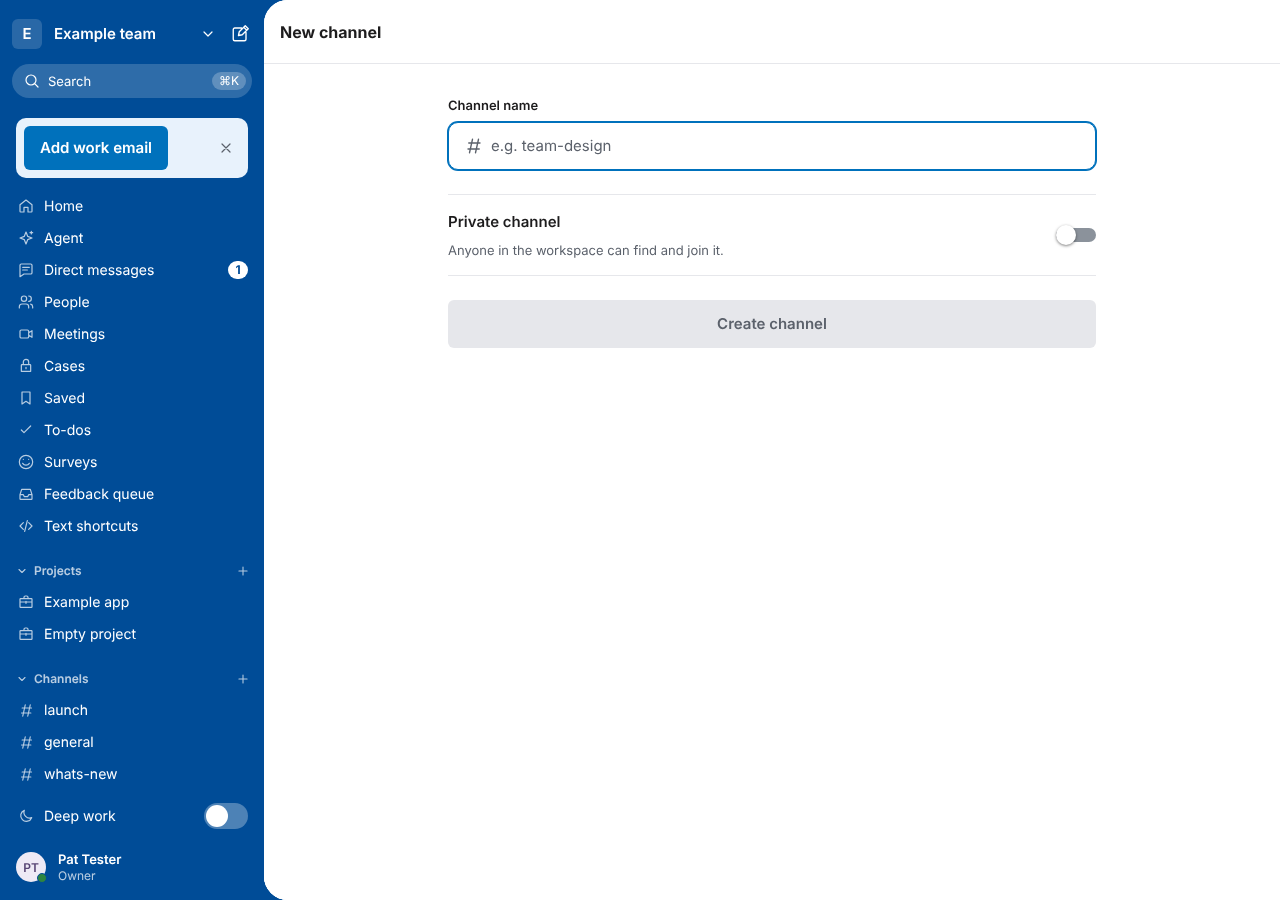 E Example team
Search ⌘K
Add work email
Home
Agent
Direct messages 1
People
Meetings
Cases
Saved
To-dos
Surveys
Feedback queue
Text shortcuts
Projects
Example app
Empty project
Channels
# launch
# general
# whats-new
Deep work
PT Pat Tester
Owner
New channel
Channel name
# e.g. team-design
Private channel
Anyone in the workspace can find and join it.
Create channel